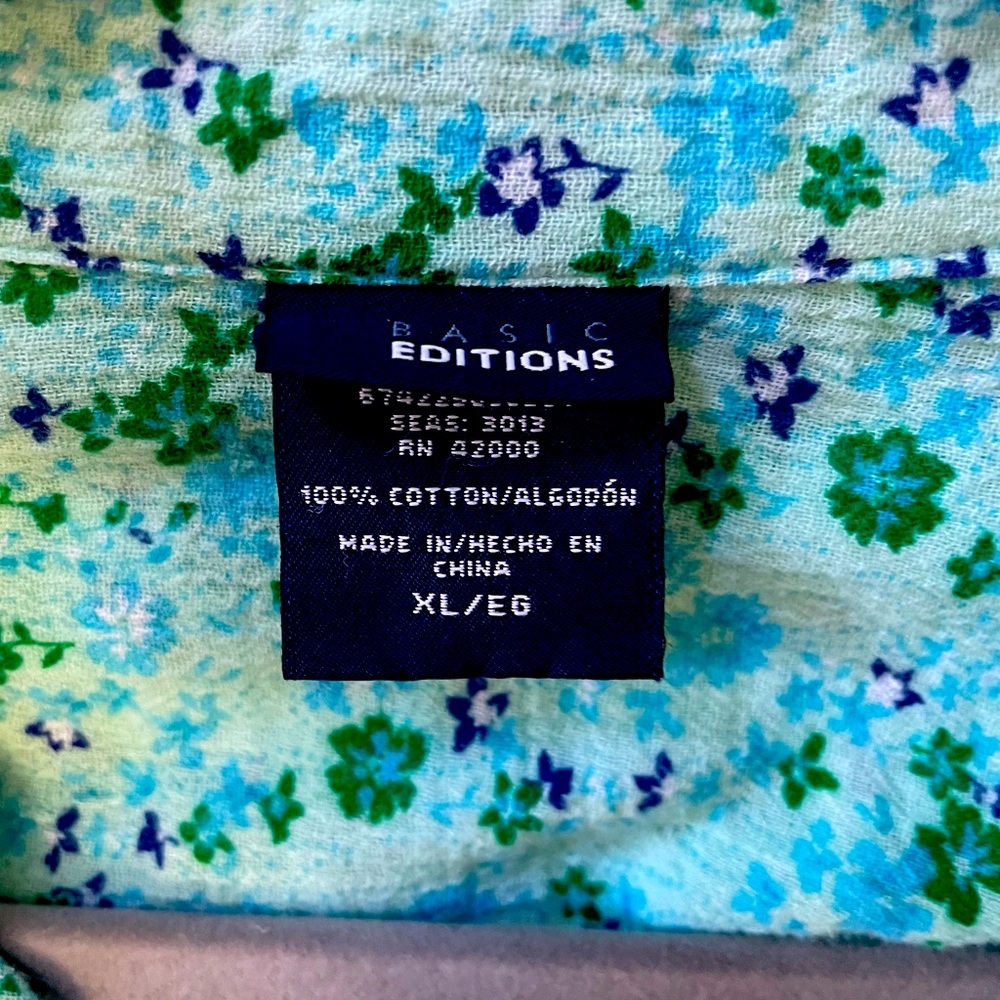 BASIC
EDITIONS
SEAS: 3013
RN 42000
100% COTTON/ALGODÓN
MADE IN/HECHO EN
CHINA
XL/EG